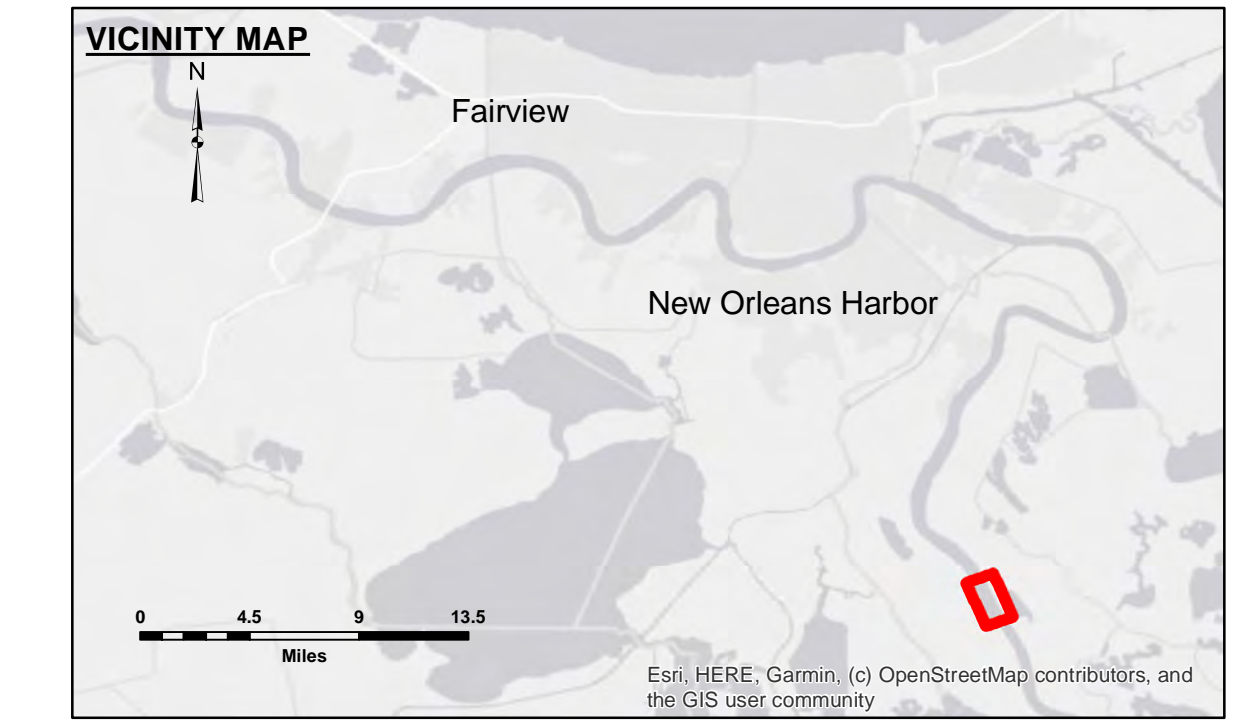 VICINITY MAP
N
Fairview
New Orleans Harbor
0 4.5 9 13.5
Miles
Esri, HERE, Garmin, (c) OpenStreetMap contributors, and
the GIS user community